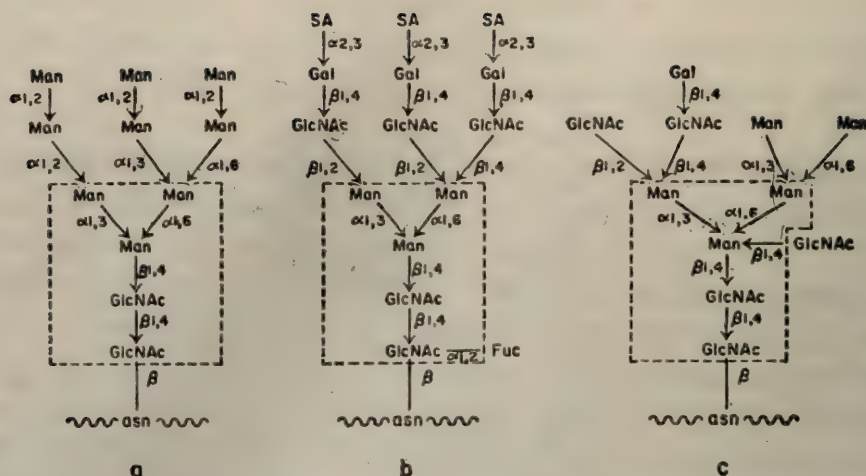 SA SA SA
α2,3 α2,3 α2,3
Man Man Man Gal Gal Gal Gal
α1,2 α1,2 α1,2 β1,4 β1,4 β1,4 β1,4
Man Man Man GlcNAc GlcNAc GlcNAc GlcNAc GlcNAc Man Man
α1,2 α1,3 α1,6 β1,2 β1,2 β1,4 β1,2 β1,4 α1,3 α1,6
Man Man Man Man Man Man
α1,3 α1,6 α1,3 α1,6 α1,3 α1,6
Man Man Man β1,4 GlcNAc
β1,4 β1,4 β1,4
GlcNAc GlcNAc GlcNAc
β1,4 β1,4 β1,4
GlcNAc GlcNAc α1,2 Fuc GlcNAc
β β β
asn asn asn
a b c